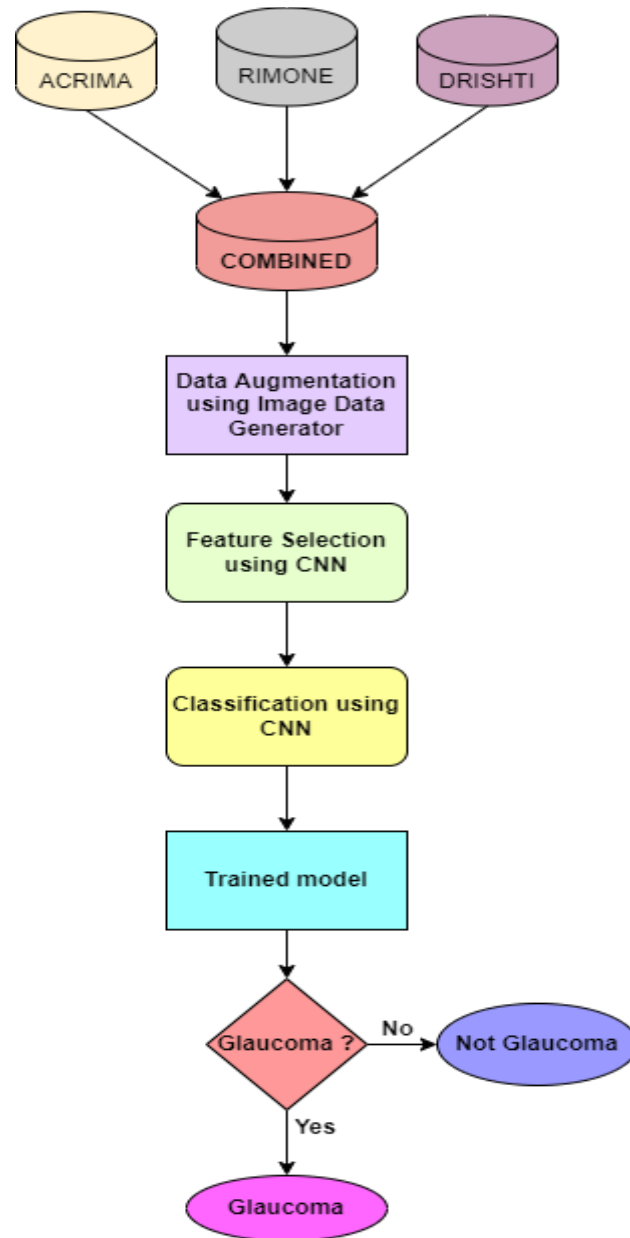 ACRIMA
RIMONE
DRISHTI
COMBINED
Data Augmentation
using Image Data
Generator
Feature Selection
using CNN
Classification using
CNN
Trained model
Glaucoma ?
No
Not Glaucoma
Yes
Glaucoma